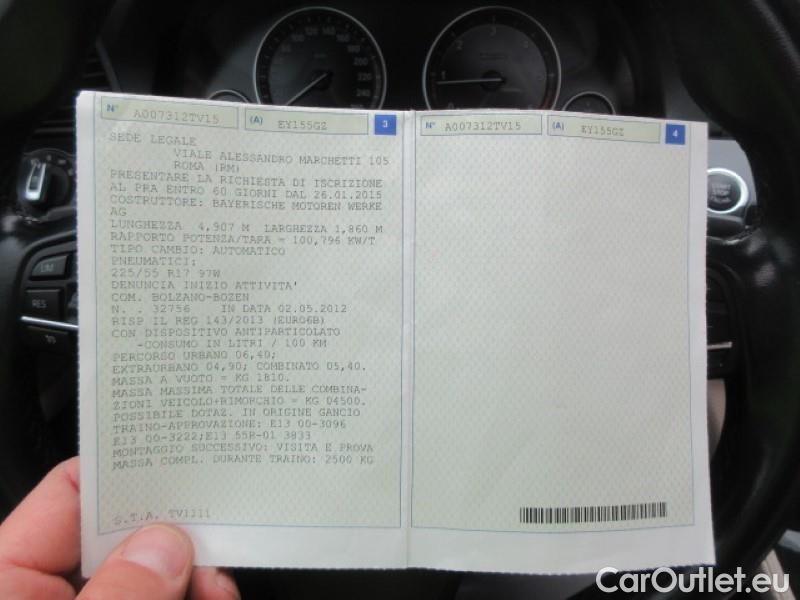 N° A007312TV15 (A) EY155GZ 3
SEDE LEGALE
VIALE ALESSANDRO MARCHETTI 105
ROMA (RM)
PRESENTARE LA RICHIESTA DI ISCRIZIONE
AL PRA ENTRO 60 GIORNI DAL 26.01.2015
COSTRUTTORE: BAYERISCHE MOTOREN WERKE
AG
LUNGHEZZA 4,907 M LARGHEZZA 1,860 M
RAPPORTO POTENZA/TARA = 100,796 KW/T
TIPO CAMBIO: AUTOMATICO
PNEUMATICI:
225/55 R17 97W
DENUNCIA INIZIO ATTIVITA'
COM. BOLZANO-BOZEN
N. . 32756 IN DATA 02.05.2012
RISP IL REG 143/2013 (EURO6B)
CON DISPOSITIVO ANTIPARTICOLATO
-CONSUMO IN LITRI / 100 KM
PERCORSO URBANO 06,40;
EXTRAURBANO 04,90; COMBINATO 05,40.
MASSA A VUOTO = KG 1810.
MASSA MASSIMA TOTALE DELLE COMBINA-
ZIONI VEICOLO+RIMORCHIO = KG 04500.
POSSIBILE DOTAZ. IN ORIGINE GANCIO
TRAINO-APPROVAZIONE: E13 00-3096
E13 00-3222;E13 55R-01 3833
MONTAGGIO SUCCESSIVO: VISITA E PROVA
MASSA COMPL. DURANTE TRAINO: 2500 KG
S.T.A. TV1111
N° A007312TV15 (A) EY155GZ 4
LIM
RES
START
STOP
CarOutlet.eu